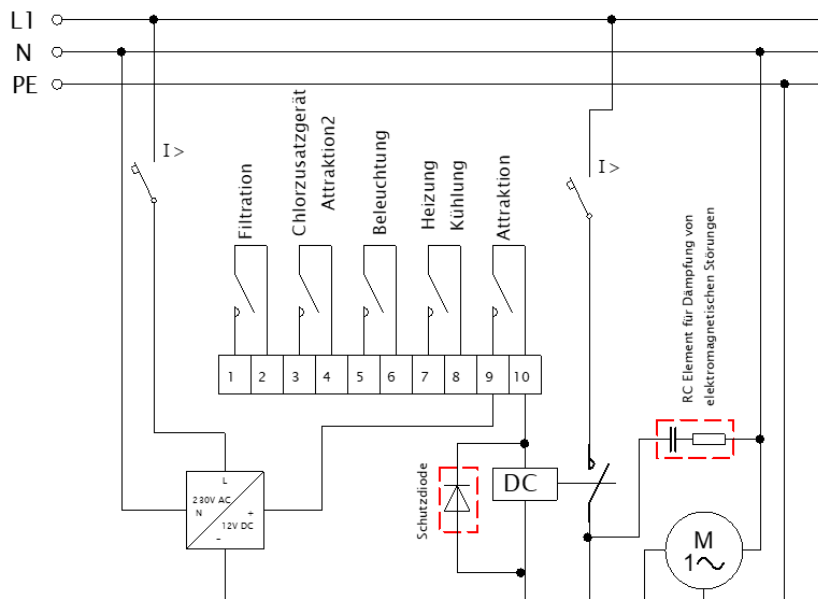 L1
N
PE
I >
I >
Filtration
Chlorzusatzgerät
Attraktion2
Beleuchtung
Heizung
Kühlung
Attraktion
RC Element für Dämpfung von
elektromagnetischen Störungen
1 2 3 4 5 6 7 8 9 10
Schutzdiode
DC
L
230V AC
N
+
12V DC
-
M
1~